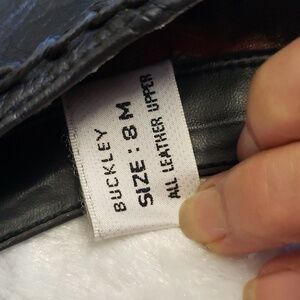 BUCKLEY
SIZE : 8 M
ALL LEATHER UPPER